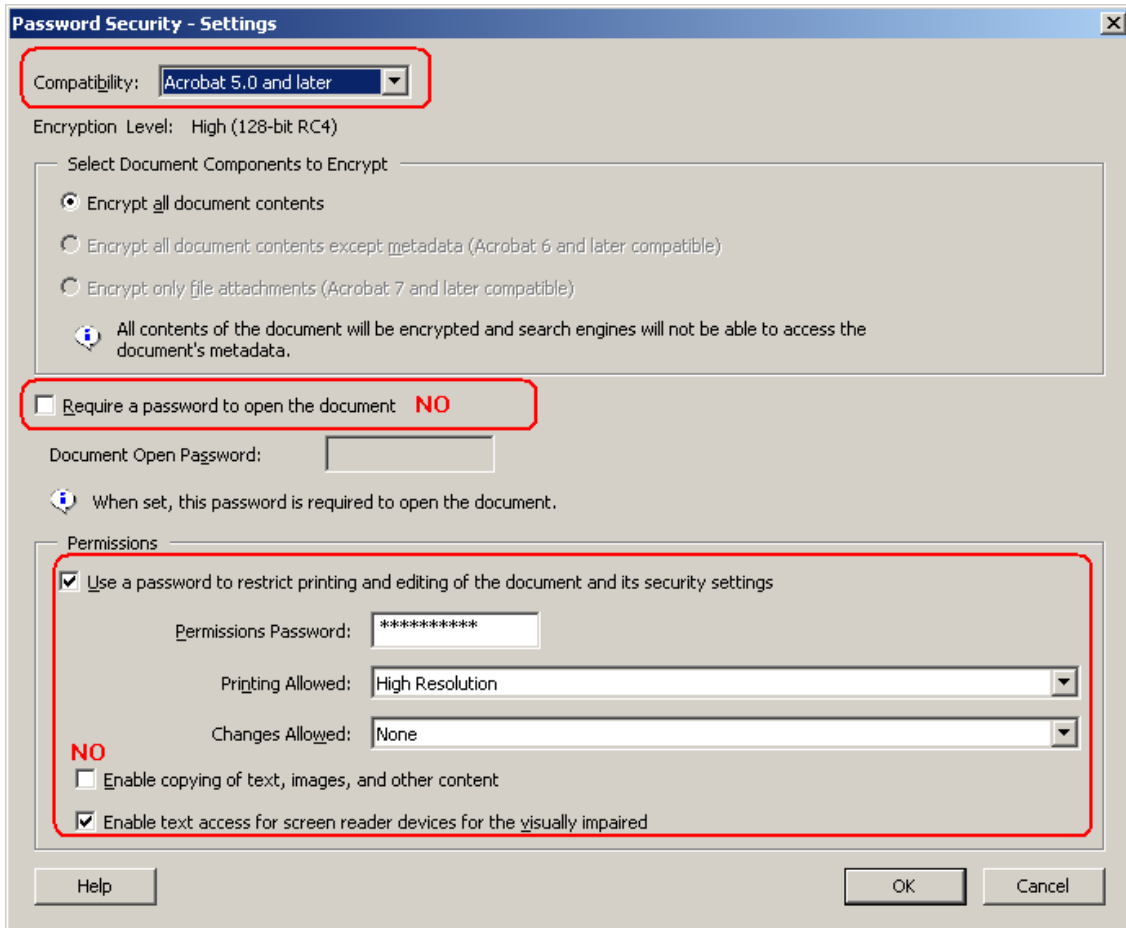 Password Security - Settings
Compatibility: Acrobat 5.0 and later
Encryption Level: High (128-bit RC4)
Select Document Components to Encrypt
Encrypt all document contents
Encrypt all document contents except metadata (Acrobat 6 and later compatible)
Encrypt only file attachments (Acrobat 7 and later compatible)
All contents of the document will be encrypted and search engines will not be able to access the
document's metadata.
Require a password to open the document NO
Document Open Password:
When set, this password is required to open the document.
Permissions
Use a password to restrict printing and editing of the document and its security settings
Permissions Password: **********
Printing Allowed: High Resolution
Changes Allowed: None
NO
Enable copying of text, images, and other content
Enable text access for screen reader devices for the visually impaired
Help OK Cancel